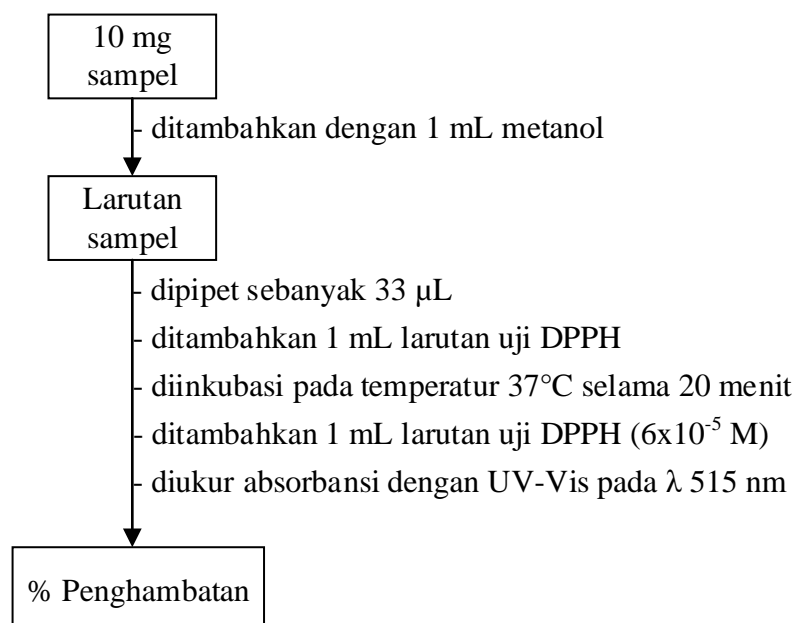 10 mg
sampel
- ditambahkan dengan 1 mL metanol
Larutan
sampel
- dipipet sebanyak 33 µL
- ditambahkan 1 mL larutan uji DPPH
- diinkubasi pada temperatur 37°C selama 20 menit
- ditambahkan 1 mL larutan uji DPPH (6x10⁻⁵ M)
- diukur absorbansi dengan UV-Vis pada λ 515 nm
% Penghambatan